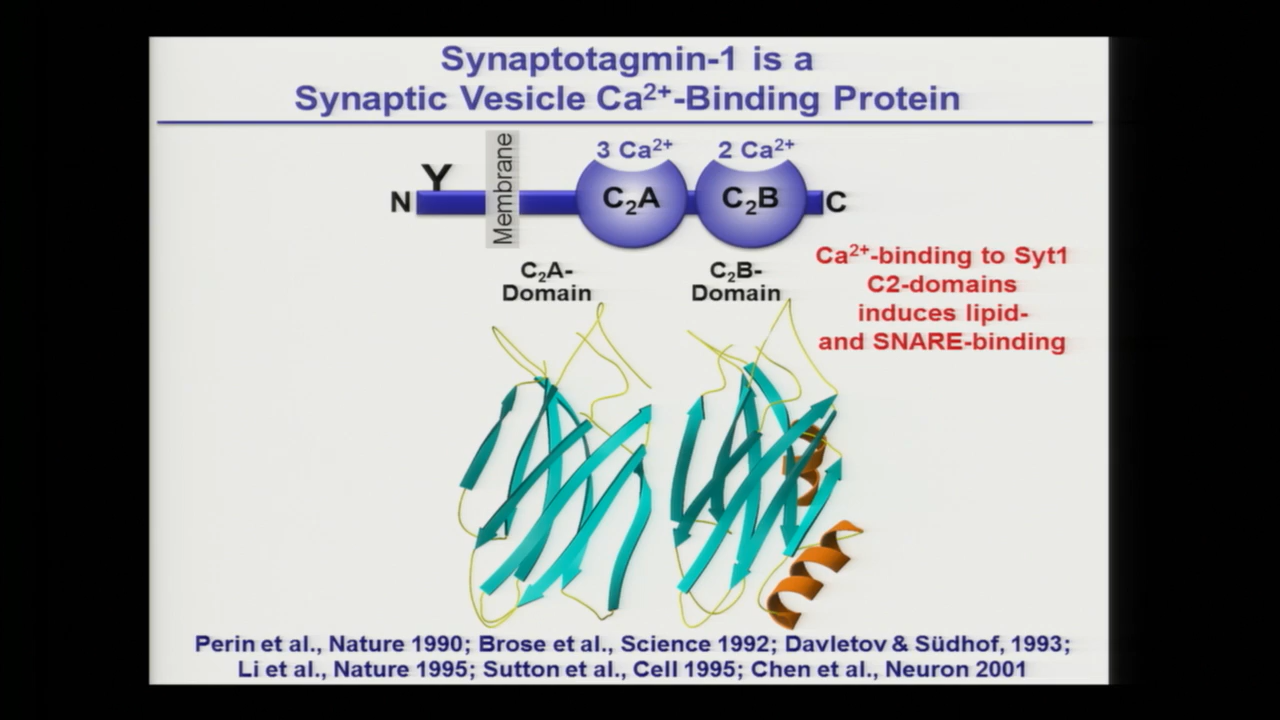 Synaptotagmin-1 is a
Synaptic Vesicle Ca²⁺-Binding Protein
3 Ca²⁺
2 Ca²⁺
Y
N
Membrane
C₂A
C₂B
C
C₂A-
Domain
C₂B-
Domain
Ca²⁺-binding to Syt1
C2-domains
induces lipid-
and SNARE-binding
Perin et al., Nature 1990; Brose et al., Science 1992; Davletov & Südhof, 1993;
Li et al., Nature 1995; Sutton et al., Cell 1995; Chen et al., Neuron 2001